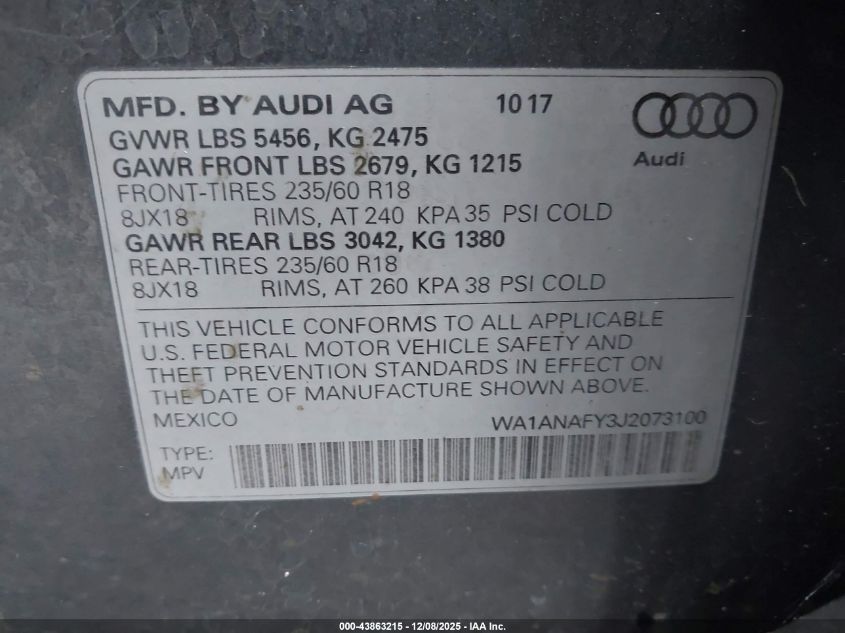 MFD. BY AUDI AG 10 17
GVWR LBS 5456, KG 2475
GAWR FRONT LBS 2679, KG 1215
FRONT-TIRES 235/60 R18
8JX18 RIMS, AT 240 KPA 35 PSI COLD
GAWR REAR LBS 3042, KG 1380
REAR-TIRES 235/60 R18
8JX18 RIMS, AT 260 KPA 38 PSI COLD
Audi
THIS VEHICLE CONFORMS TO ALL APPLICABLE
U.S. FEDERAL MOTOR VEHICLE SAFETY AND
THEFT PREVENTION STANDARDS IN EFFECT ON
THE DATE OF MANUFACTURE SHOWN ABOVE.
MEXICO WA1ANAFY3J2073100
TYPE:
MPV
000-43863215 - 12/08/2025 - IAA Inc.